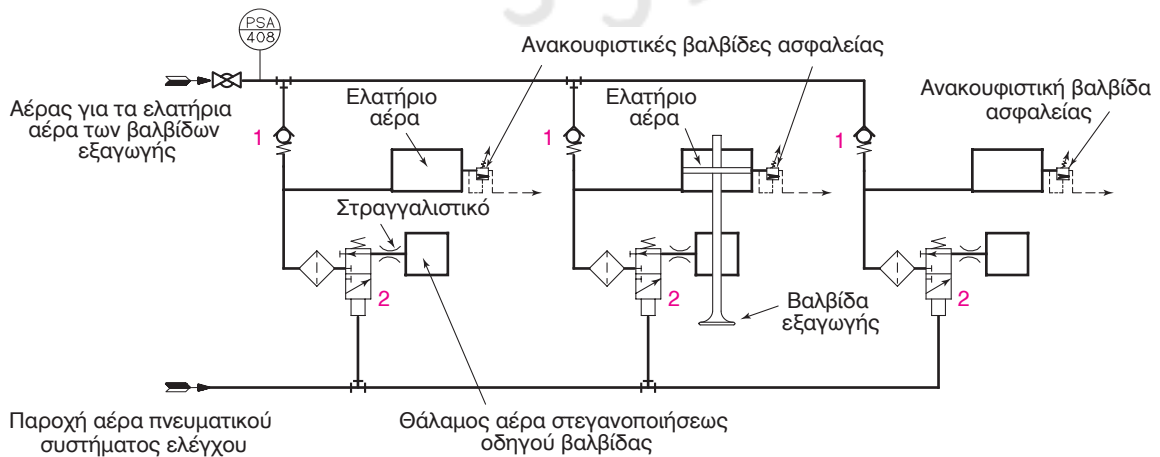 PSA
408
Ανακουφιστικές βαλβίδες ασφαλείας
Αέρας για τα ελατήρια
αέρα των βαλβίδων
εξαγωγής
1
Ελατήριο
αέρα
1
Ελατήριο
αέρα
1
Ανακουφιστική βαλβίδα
ασφαλείας
Στραγγαλιστικό
2
2
2
Βαλβίδα
εξαγωγής
Παροχή αέρα πνευματικού
συστήματος ελέγχου
Θάλαμος αέρα στεγανοποιήσεως
οδηγού βαλβίδας